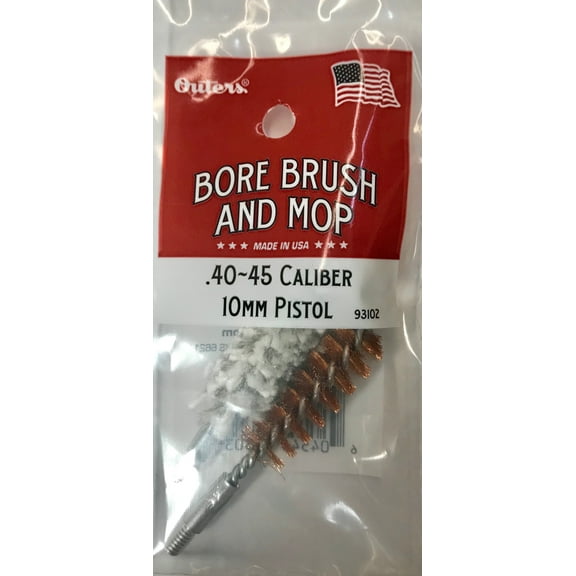 Outers®
BORE BRUSH
AND MOP
★★★ MADE IN USA ★★★
.40~45 CALIBER
10MM PISTOL 93102